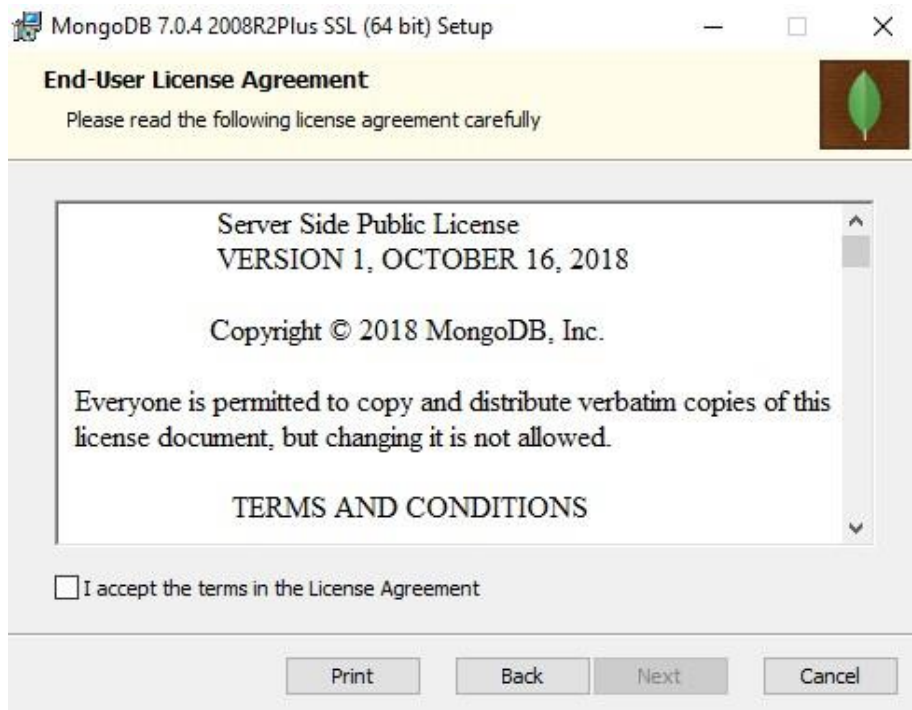 MongoDB 7.0.4 2008R2Plus SSL (64 bit) Setup
End-User License Agreement
Please read the following license agreement carefully
Server Side Public License
VERSION 1, OCTOBER 16, 2018
Copyright © 2018 MongoDB, Inc.
Everyone is permitted to copy and distribute verbatim copies of this
license document, but changing it is not allowed.
TERMS AND CONDITIONS
I accept the terms in the License Agreement
Print Back Next Cancel